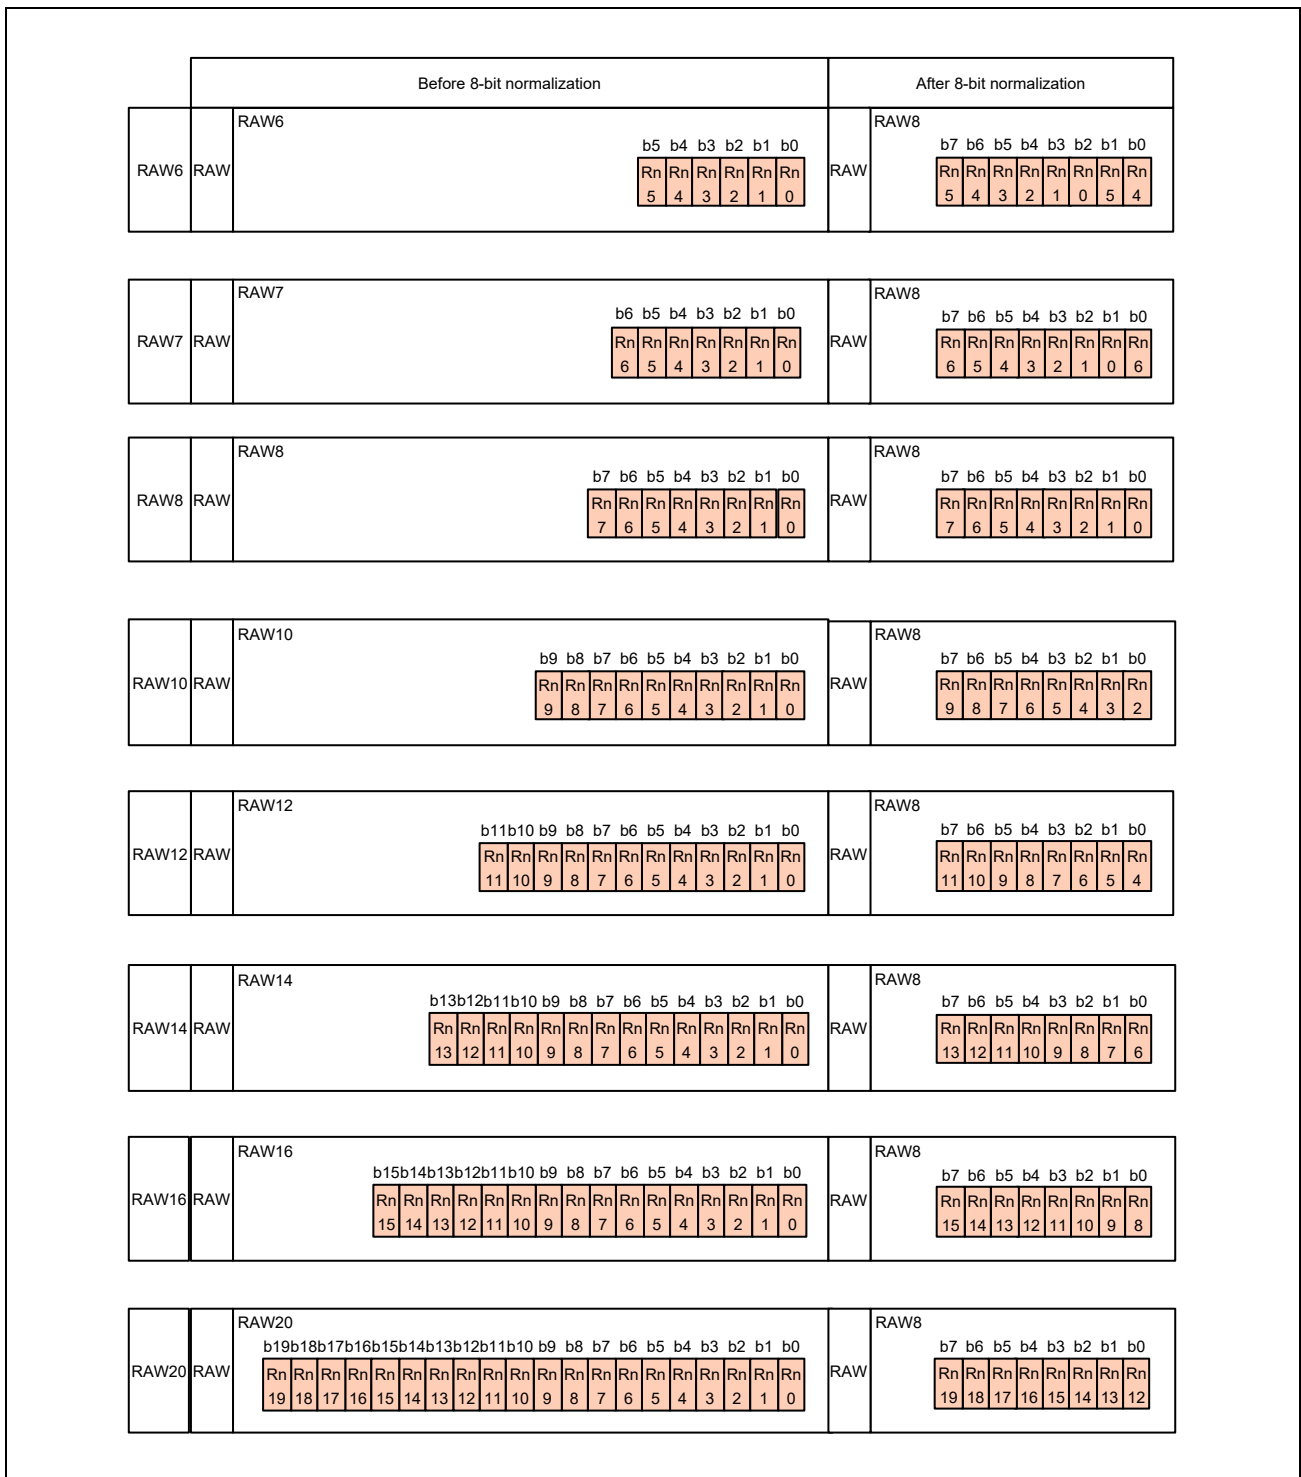 Before 8-bit normalization After 8-bit normalization
RAW6 RAW8
b5 b4 b3 b2 b1 b0 b7 b6 b5 b4 b3 b2 b1 b0
RAW6 RAW Rn Rn Rn Rn Rn Rn RAW Rn Rn Rn Rn Rn Rn Rn Rn
5 4 3 2 1 0 5 4 3 2 1 0 5 4
RAW7 RAW8
b6 b5 b4 b3 b2 b1 b0 b7 b6 b5 b4 b3 b2 b1 b0
RAW7 RAW Rn Rn Rn Rn Rn Rn Rn RAW Rn Rn Rn Rn Rn Rn Rn Rn
6 5 4 3 2 1 0 6 5 4 3 2 1 0 6
RAW8 RAW8
b7 b6 b5 b4 b3 b2 b1 b0 b7 b6 b5 b4 b3 b2 b1 b0
RAW8 RAW Rn Rn Rn Rn Rn Rn Rn Rn RAW Rn Rn Rn Rn Rn Rn Rn Rn
7 6 5 4 3 2 1 0 7 6 5 4 3 2 1 0
RAW10 RAW8
b9 b8 b7 b6 b5 b4 b3 b2 b1 b0 b7 b6 b5 b4 b3 b2 b1 b0
RAW10 RAW Rn Rn Rn Rn Rn Rn Rn Rn Rn Rn RAW Rn Rn Rn Rn Rn Rn Rn Rn
9 8 7 6 5 4 3 2 1 0 9 8 7 6 5 4 3 2
RAW12 RAW8
b11 b10 b9 b8 b7 b6 b5 b4 b3 b2 b1 b0 b7 b6 b5 b4 b3 b2 b1 b0
RAW12 RAW Rn Rn Rn Rn Rn Rn Rn Rn Rn Rn Rn Rn RAW Rn Rn Rn Rn Rn Rn Rn Rn
11 10 9 8 7 6 5 4 3 2 1 0 11 10 9 8 7 6 5 4
RAW14 RAW8
b13 b12 b11 b10 b9 b8 b7 b6 b5 b4 b3 b2 b1 b0 b7 b6 b5 b4 b3 b2 b1 b0
RAW14 RAW Rn Rn Rn Rn Rn Rn Rn Rn Rn Rn Rn Rn Rn Rn RAW Rn Rn Rn Rn Rn Rn Rn Rn
13 12 11 10 9 8 7 6 5 4 3 2 1 0 13 12 11 10 9 8 7 6
RAW16 RAW8
b15 b14 b13 b12 b11 b10 b9 b8 b7 b6 b5 b4 b3 b2 b1 b0 b7 b6 b5 b4 b3 b2 b1 b0
RAW16 RAW Rn Rn Rn Rn Rn Rn Rn Rn Rn Rn Rn Rn Rn Rn Rn Rn RAW Rn Rn Rn Rn Rn Rn Rn Rn
15 14 13 12 11 10 9 8 7 6 5 4 3 2 1 0 15 14 13 12 11 10 9 8
RAW20 RAW8
b19 b18 b17 b16 b15 b14 b13 b12 b11 b10 b9 b8 b7 b6 b5 b4 b3 b2 b1 b0 b7 b6 b5 b4 b3 b2 b1 b0
RAW20 RAW Rn Rn Rn Rn Rn Rn Rn Rn Rn Rn Rn Rn Rn Rn Rn Rn Rn Rn Rn Rn RAW Rn Rn Rn Rn Rn Rn Rn Rn
19 18 17 16 15 14 13 12 11 10 9 8 7 6 5 4 3 2 1 0 19 18 17 16 15 14 13 12